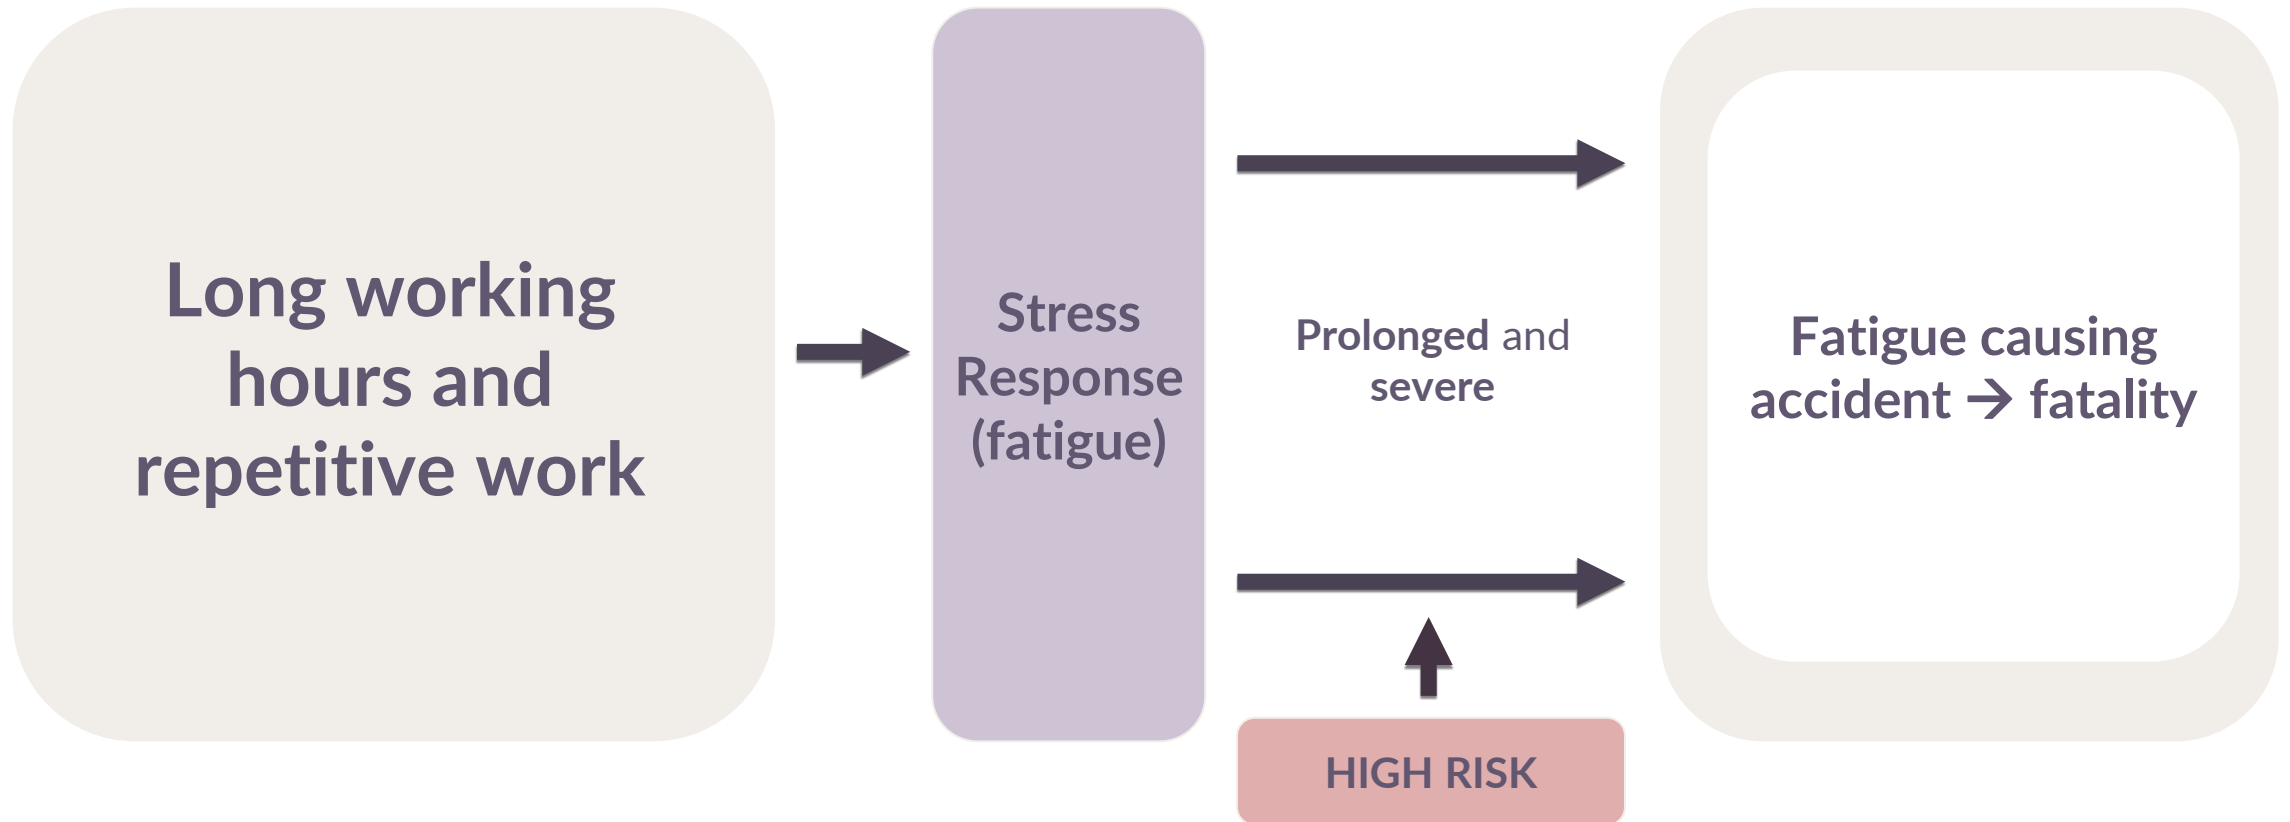 Long working
hours and
repetitive work
Stress
Response
(fatigue)
Prolonged and
severe
HIGH RISK
Fatigue causing
accident → fatality